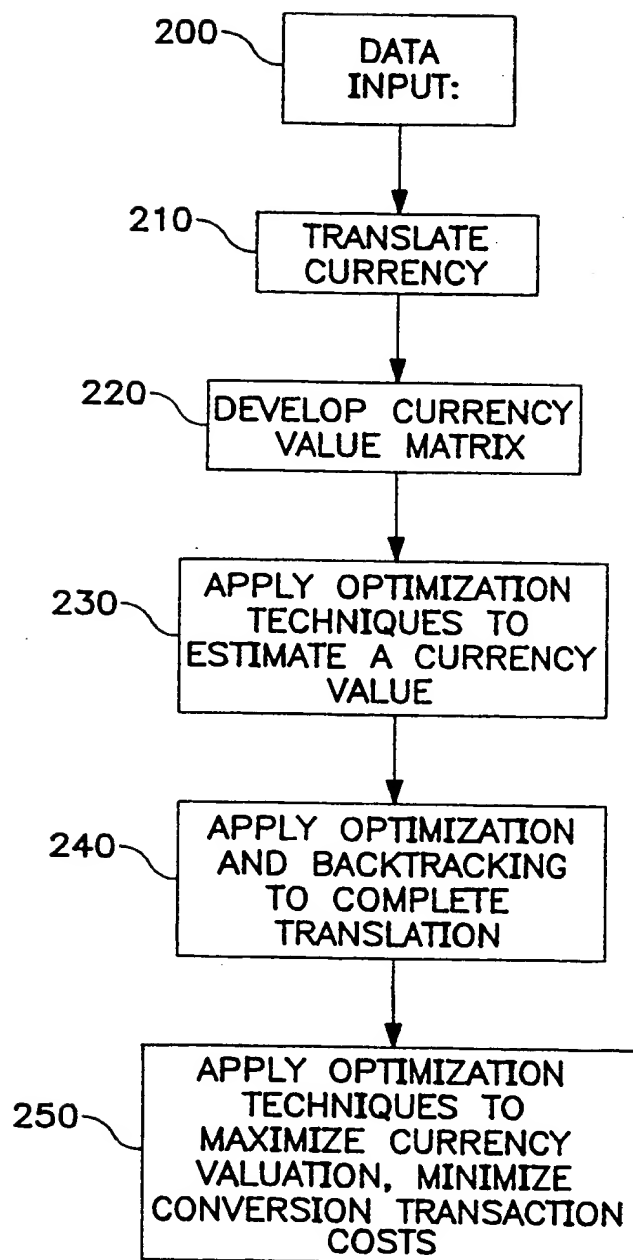 200
DATA
INPUT:
210
TRANSLATE
CURRENCY
220
DEVELOP CURRENCY
VALUE MATRIX
230
APPLY OPTIMIZATION
TECHNIQUES TO
ESTIMATE A CURRENCY
VALUE
240
APPLY OPTIMIZATION
AND BACKTRACKING
TO COMPLETE
TRANSLATION
250
APPLY OPTIMIZATION
TECHNIQUES TO
MAXIMIZE CURRENCY
VALUATION, MINIMIZE
CONVERSION TRANSACTION
COSTS